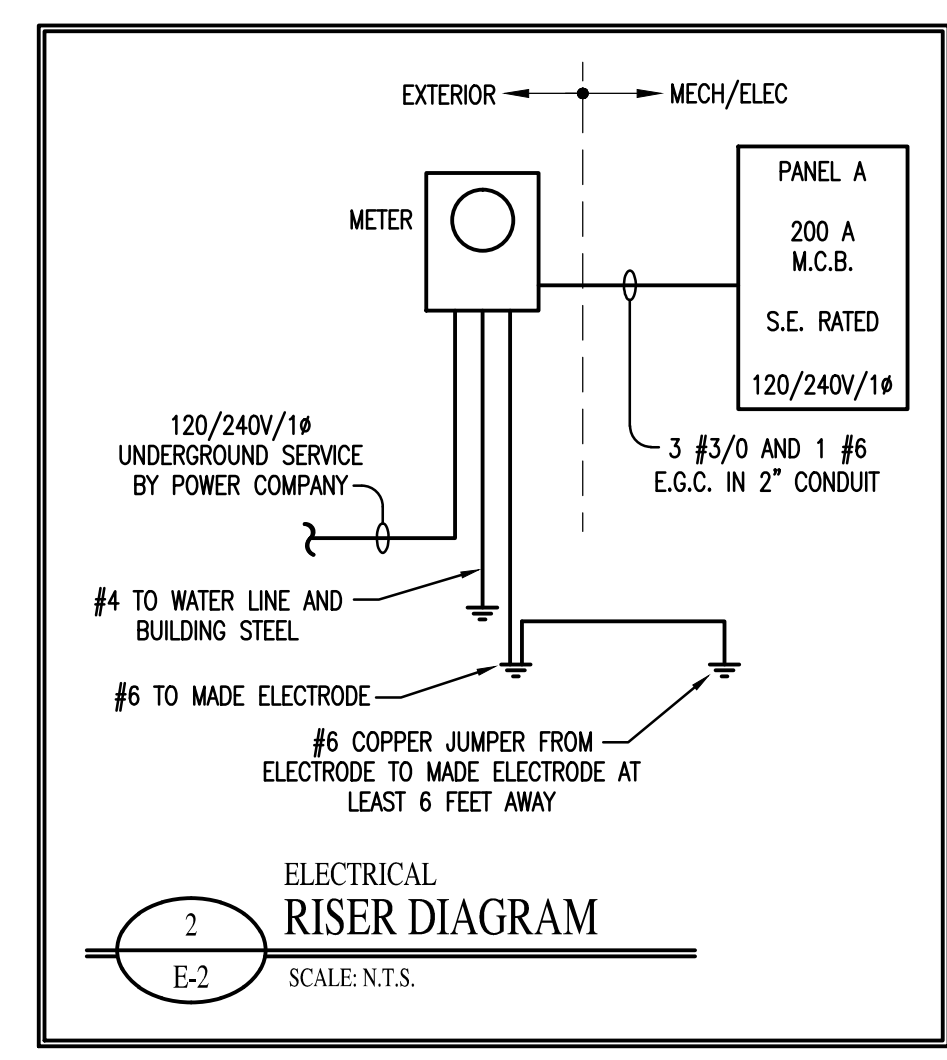 EXTERIOR
MECH/ELEC
METER
PANEL A
200 A
M.C.B.
S.E. RATED
120/240V/1ø
120/240V/1ø
UNDERGROUND SERVICE
BY POWER COMPANY
3 #3/0 AND 1 #6
E.G.C. IN 2" CONDUIT
#4 TO WATER LINE AND
BUILDING STEEL
#6 TO MADE ELECTRODE
#6 COPPER JUMPER FROM
ELECTRODE TO MADE ELECTRODE AT
LEAST 6 FEET AWAY
2
E-2
ELECTRICAL
RISER DIAGRAM
SCALE: N.T.S.